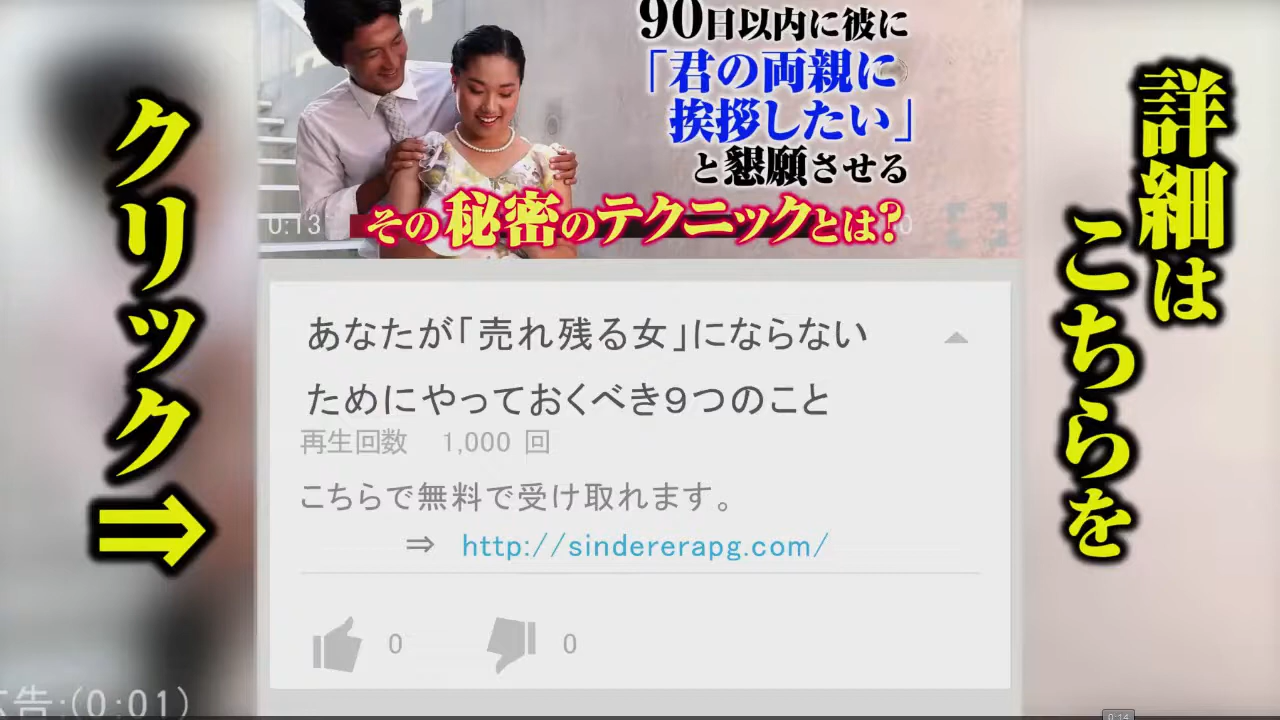 90日以内に彼に
「君の両親に
挨拶したい」
と懇願させる
その秘密のテクニックとは?
0:13
詳細は
こちらを
クリック⇒
あなたが「売れ残る女」にならない
ためにやっておくべき9つのこと
再生回数 1,000 回
こちらで無料で受け取れます。
⇒ http://sindererapg.com/
0 0
広告:(0:01)
0:14